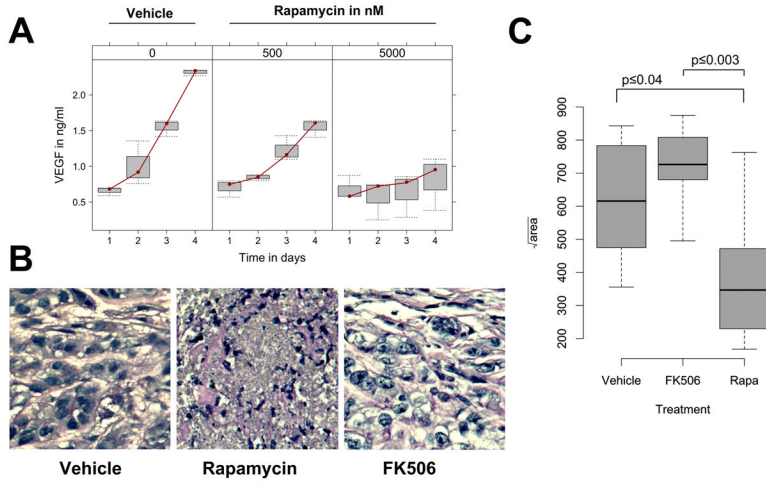 A
Vehicle
Rapamycin in nM
0
500
5000
VEGF in ng/ml
2.0
1.5
1.0
0.5
1 2 3 4
1 2 3 4
1 2 3 4
Time in days
B
Vehicle
Rapamycin
FK506
C
p≤0.003
p≤0.04
√area
900
800
700
600
500
400
300
200
Vehicle
FK506
Rapa
Treatment